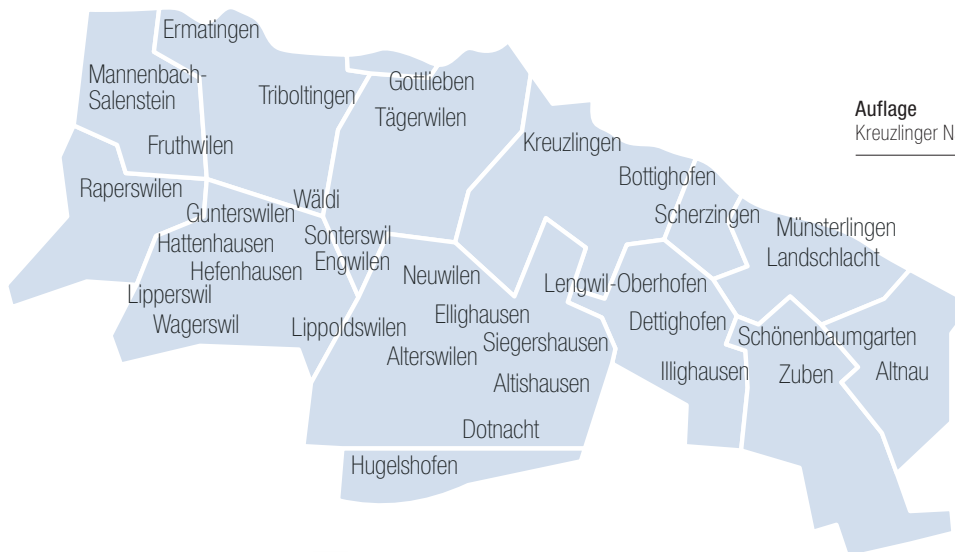 Ermatingen
Mannenbach-
Salenstein
Triboltingen
Gottlieben
Tägerwilen
Fruthwilen
Kreuzlingen
Auflage
Kreuzlinger N
Raperswilen
Bottighofen
Wäldi
Gunterswilen
Scherzingen
Münsterlingen
Landschlacht
Hattenhausen
Sonterswil
Engwilen
Hefenhausen
Neuwilen
Lengwil-Oberhofen
Lipperswil
Wagerswil
Lippoldswilen
Ellighausen
Dettighofen
Siegershausen
Schönenbaumgarten
Alterswilen
Altishausen
Illighausen
Zuben
Altnau
Dotnacht
Hugelshofen